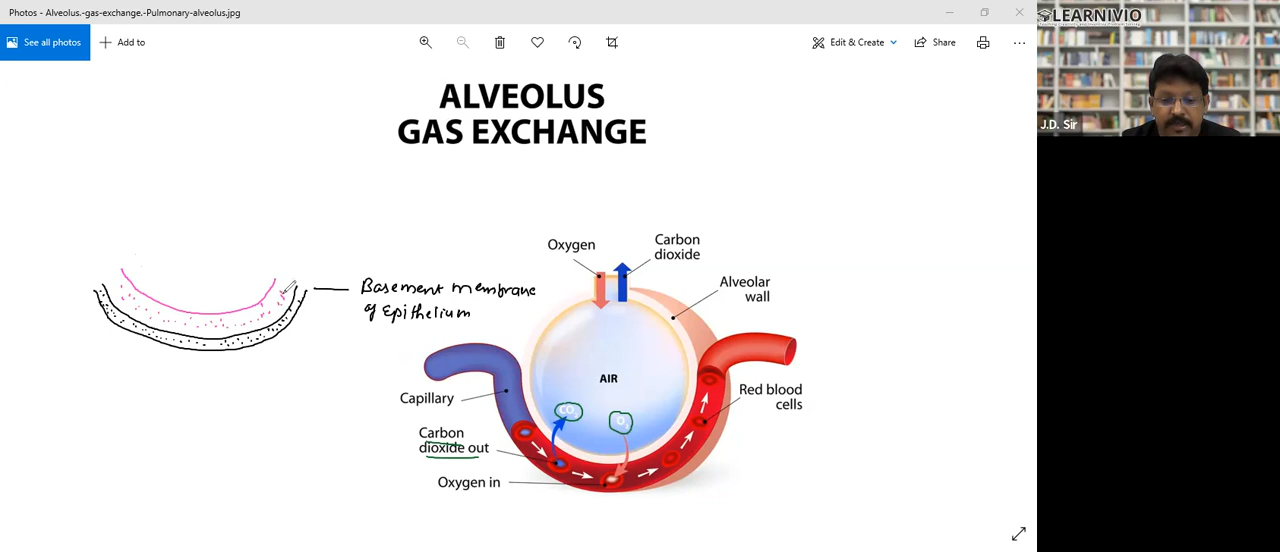 Photos - Alveolus.-gas-exchange.-Pulmonary-alveolus.jpg
See all photos
Add to
Edit & Create
Share
LEARNIVIO
J.D. Sir
ALVEOLUS
GAS EXCHANGE
Oxygen
Carbon
dioxide
Alveolar
wall
Basement membrane
of Epithelium
AIR
Capillary
Red blood
cells
CO2
O2
Carbon
dioxide out
Oxygen in